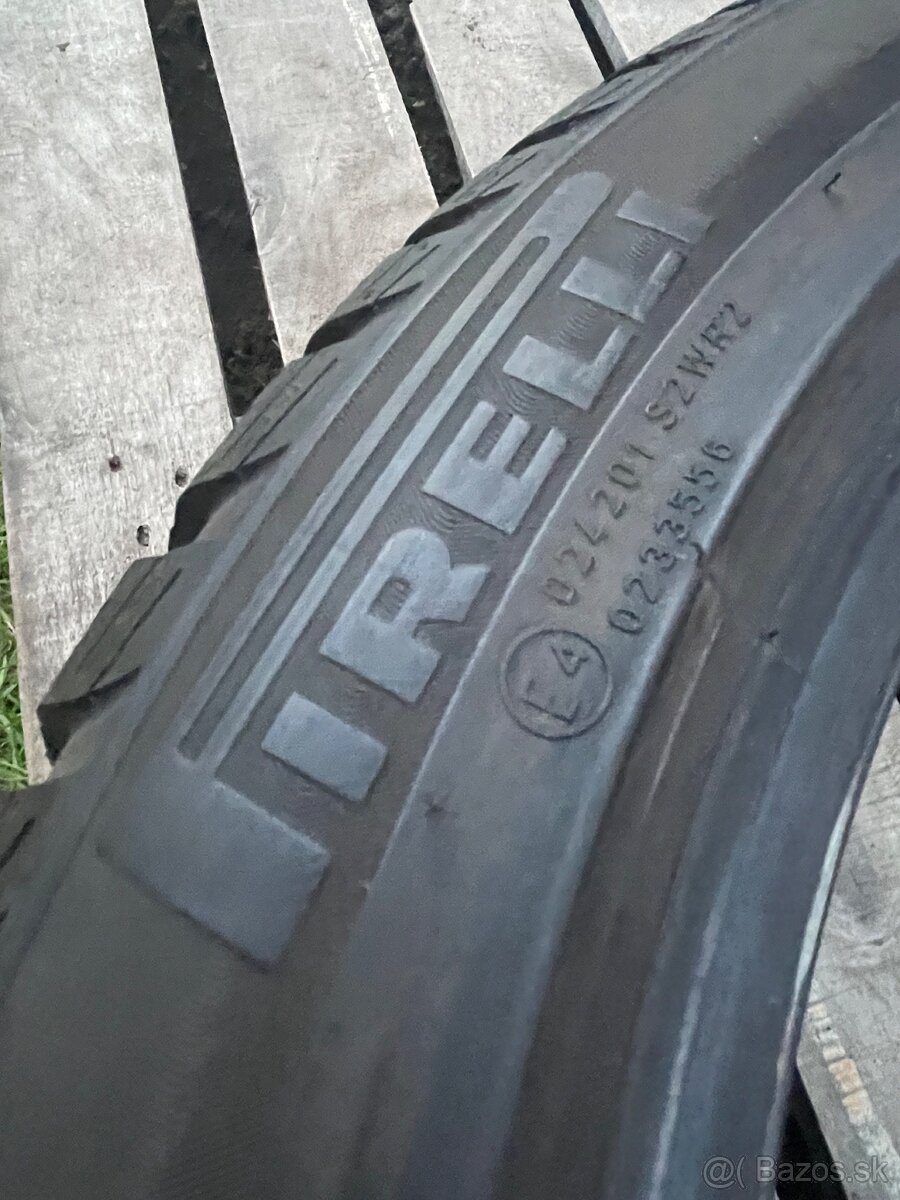 PIRELLI
E4
024201 S2WR2
0233556
@( Bazos.sk